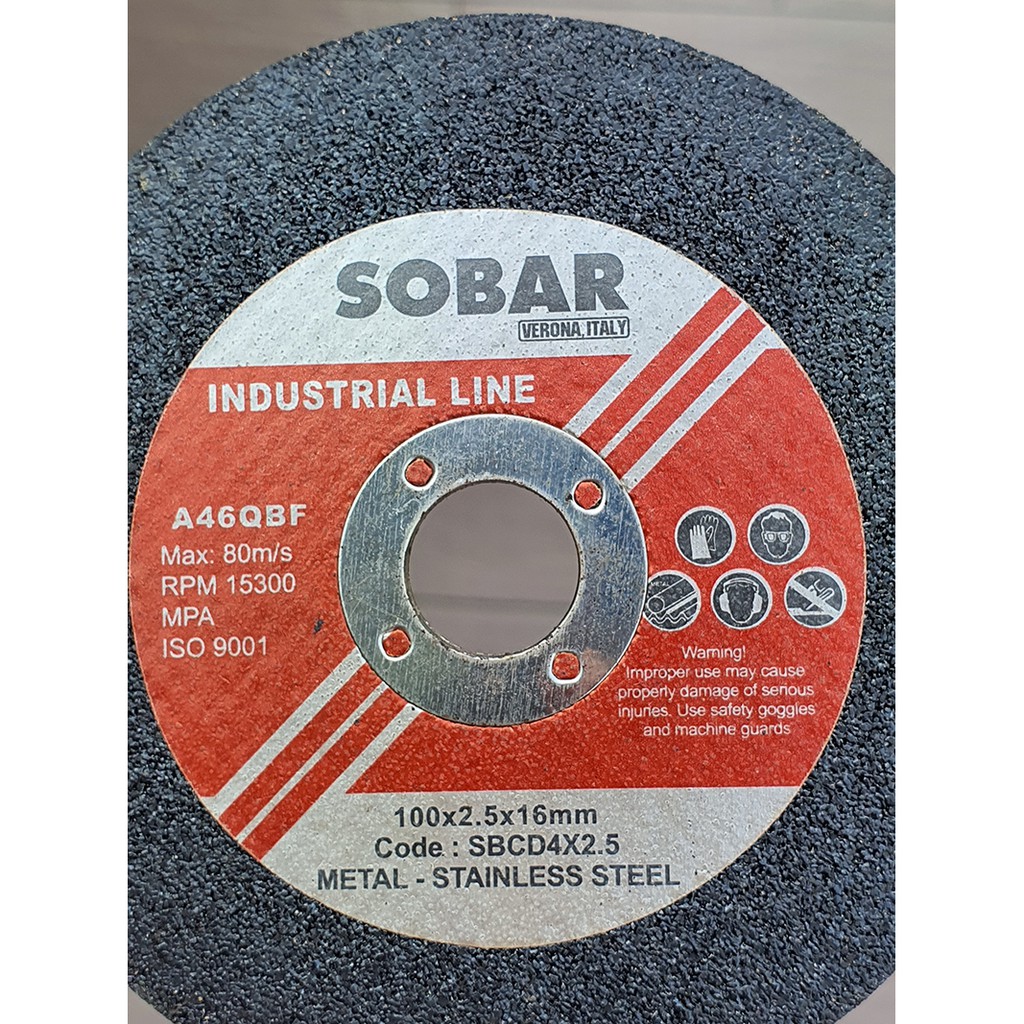 SOBAR
VERONA, ITALY
INDUSTRIAL LINE
A46QBF
Max: 80m/s
RPM 15300
MPA
ISO 9001
Warning!
Improper use may cause
properly damage of serious
injuries. Use safety goggles
and machine guards
100x2.5x16mm
Code : SBCD4X2.5
METAL - STAINLESS STEEL